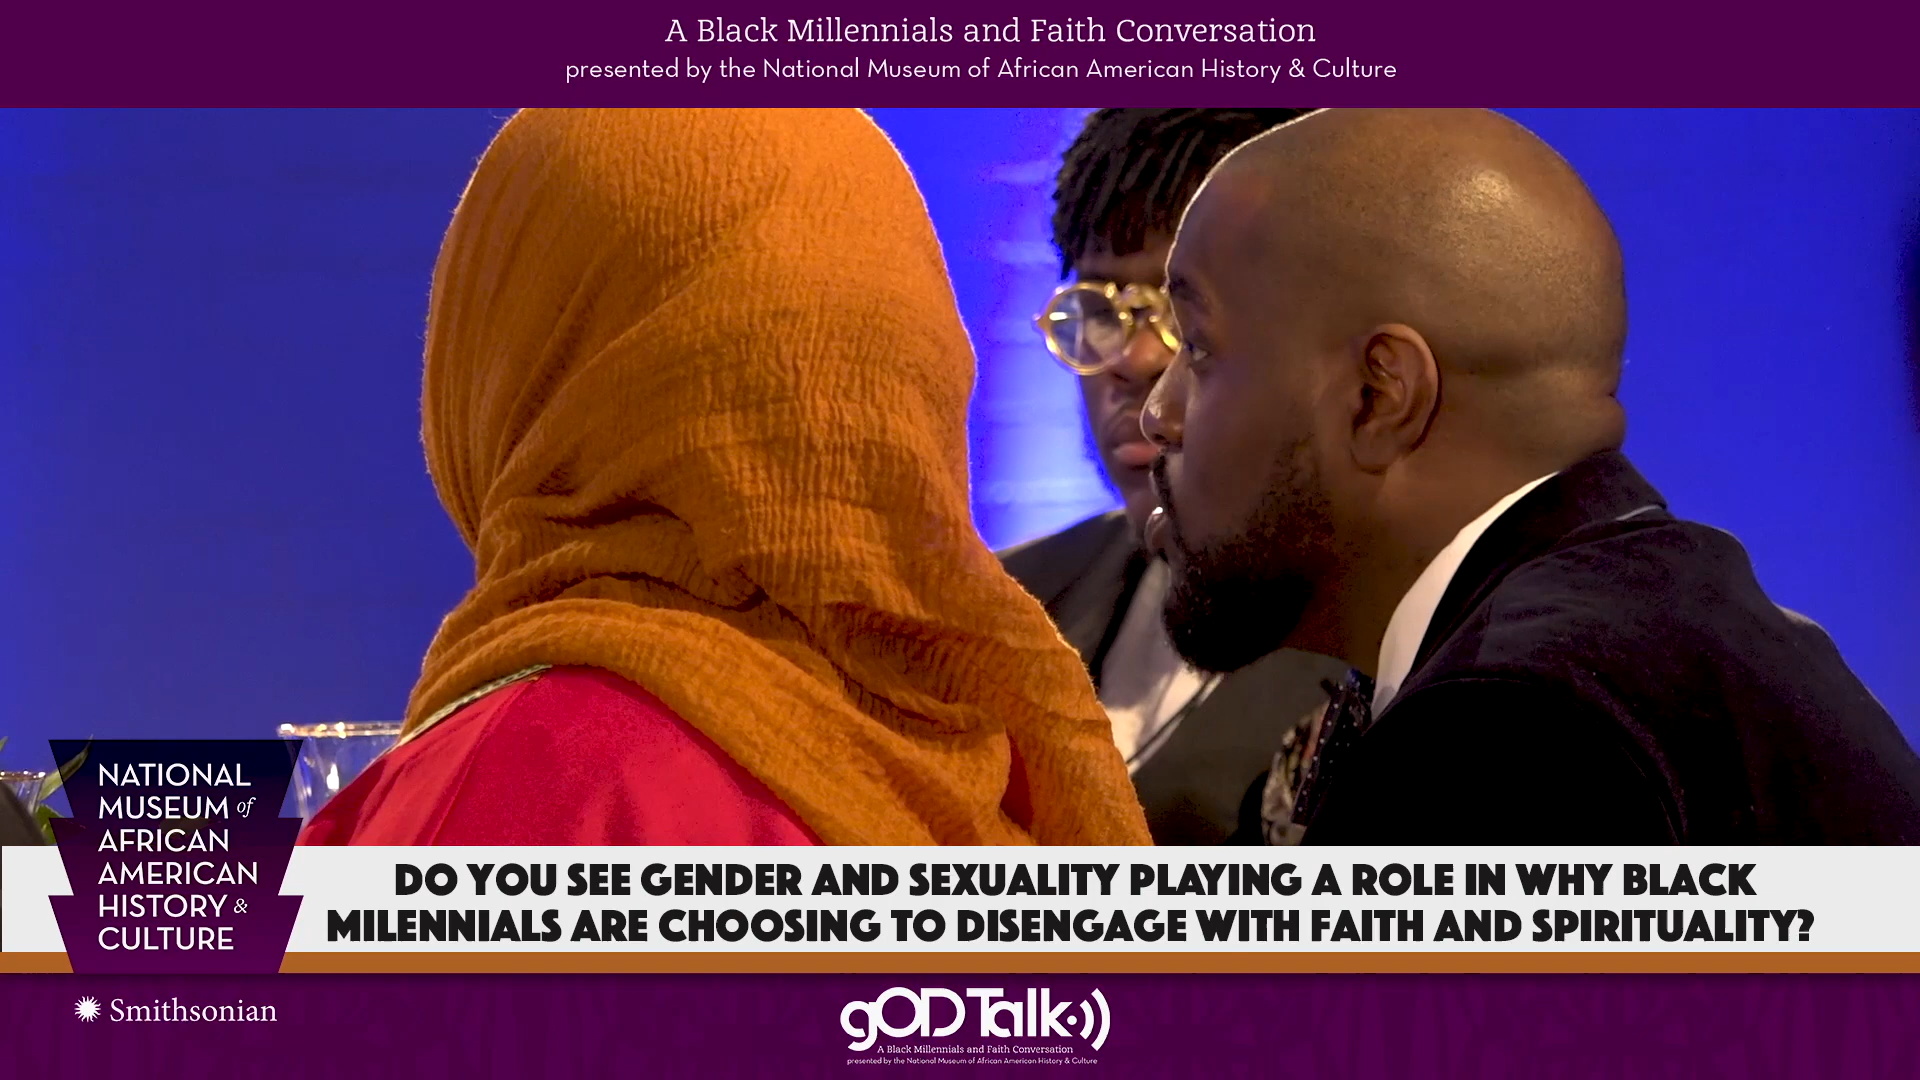 A Black Millennials and Faith Conversation
presented by the National Museum of African American History & Culture
NATIONAL
MUSEUM of
AFRICAN
AMERICAN
HISTORY &
CULTURE
DO YOU SEE GENDER AND SEXUALITY PLAYING A ROLE IN WHY BLACK
MILENNIALS ARE CHOOSING TO DISENGAGE WITH FAITH AND SPIRITUALITY?
Smithsonian
gODTalk
A Black Millennials and Faith Conversation
presented by the National Museum of African American History & Culture